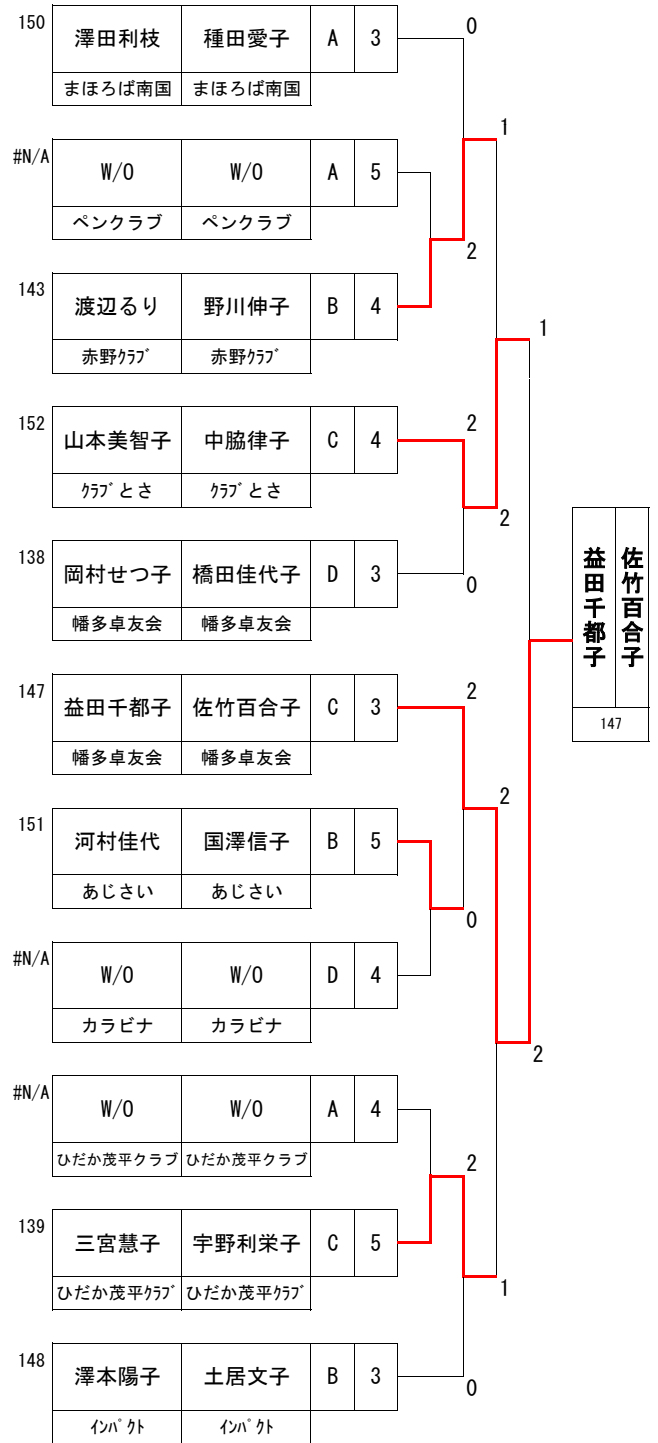 150 澤田利枝 種田愛子 A 3 0
まほろば南国 まほろば南国
1
#N/A W/O W/O A 5
ペンクラブ ペンクラブ
2
143 渡辺るり 野川伸子 B 4
赤野ｸﾗﾌﾞ 赤野ｸﾗﾌﾞ
1
152 山本美智子 中脇律子 C 4 2
ｸﾗﾌﾞとさ ｸﾗﾌﾞとさ
2
138 岡村せつ子 橋田佳代子 D 3 0
幡多卓友会 幡多卓友会
益田千都子 佐竹百合子
147
147 益田千都子 佐竹百合子 C 3 2
幡多卓友会 幡多卓友会
2
151 河村佳代 国澤信子 B 5
あじさい あじさい
0
#N/A W/O W/O D 4
カラビナ カラビナ
2
#N/A W/O W/O A 4
ひだか茂平クラブ ひだか茂平クラブ
2
139 三宮慧子 宇野利栄子 C 5
ひだか茂平ｸﾗﾌﾞ ひだか茂平ｸﾗﾌﾞ
1
148 澤本陽子 土居文子 B 3 0
ｲﾝﾊﾟｸﾄ ｲﾝﾊﾟｸﾄ